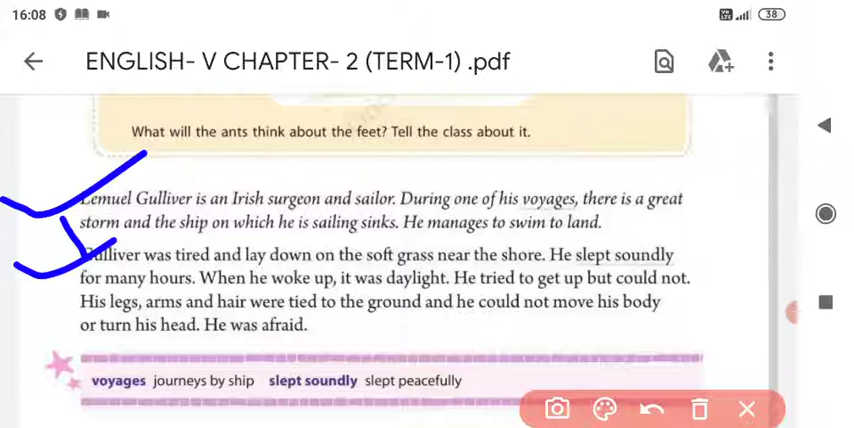 16:08
38
ENGLISH- V CHAPTER- 2 (TERM-1) .pdf
What will the ants think about the feet? Tell the class about it.
Lemuel Gulliver is an Irish surgeon and sailor. During one of his voyages, there is a great
storm and the ship on which he is sailing sinks. He manages to swim to land.
Gulliver was tired and lay down on the soft grass near the shore. He slept soundly
for many hours. When he woke up, it was daylight. He tried to get up but could not.
His legs, arms and hair were tied to the ground and he could not move his body
or turn his head. He was afraid.
voyages journeys by ship slept soundly slept peacefully